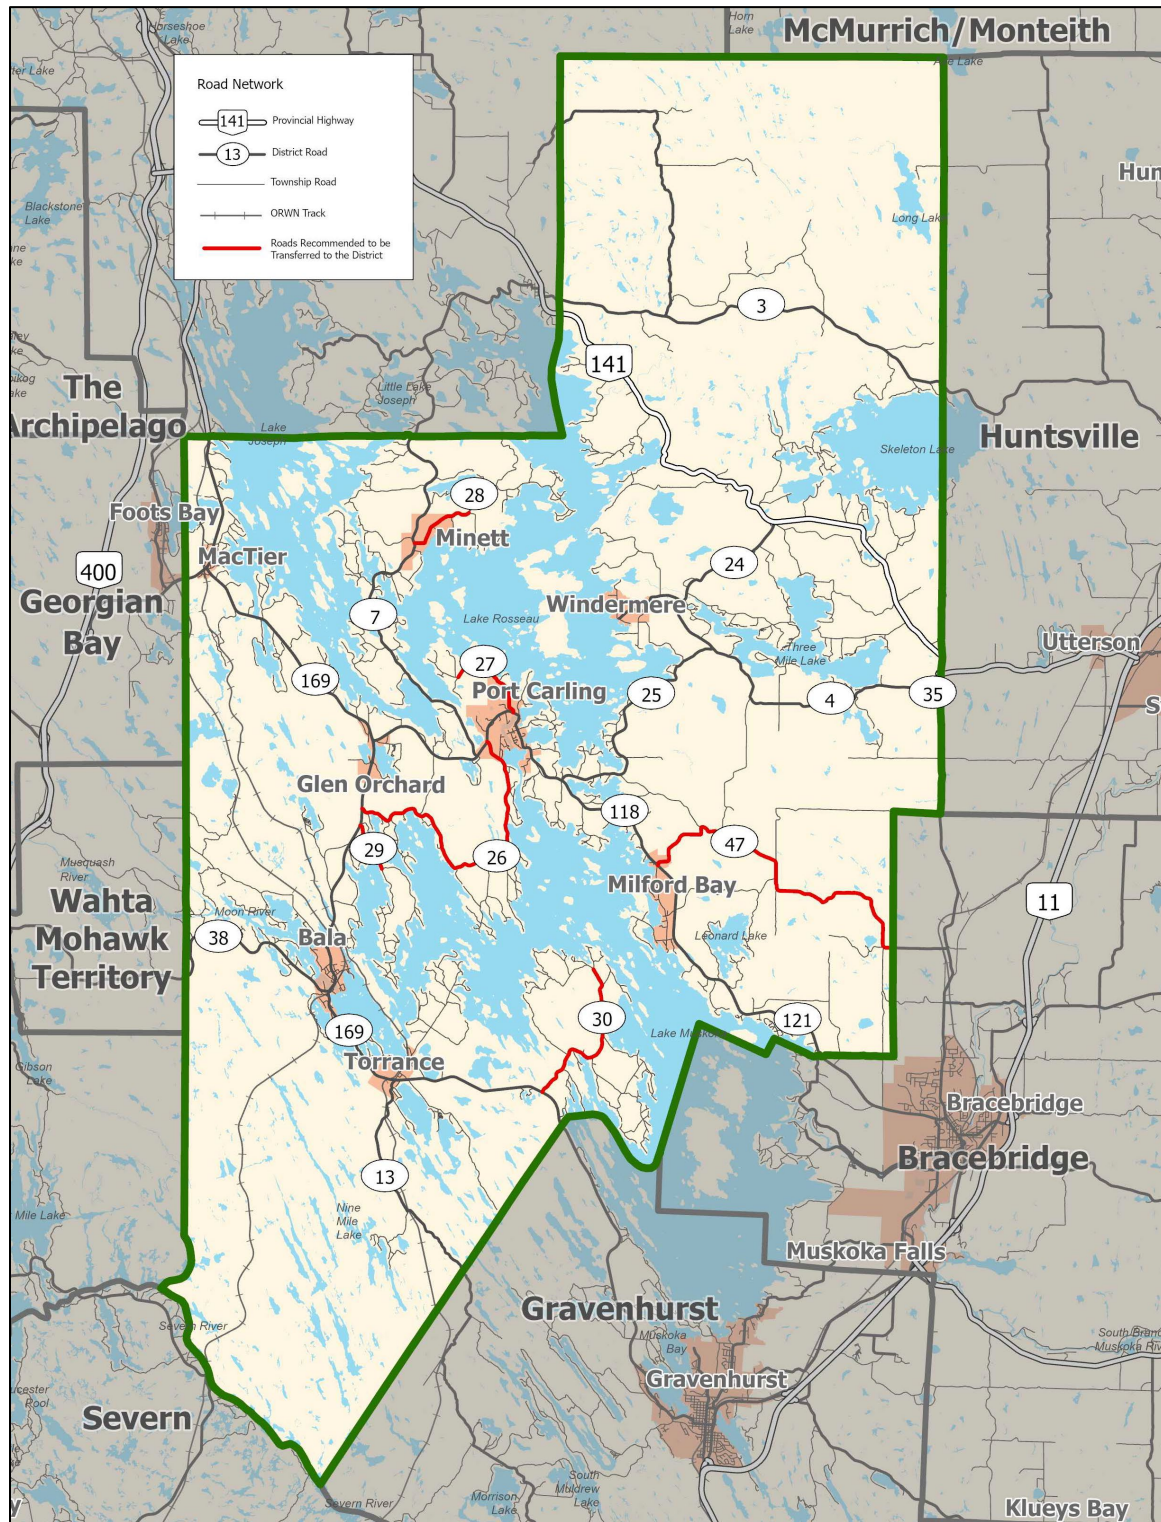 Horseshoe
Lake
Horn
Lake
McMurrich/Monteith
Axe Lake
Road Network
141 Provincial Highway
13 District Road
Township Road
ORWN Track
Roads Recommended to be
Transferred to the District
Blackstone
Lake
Long Lake
3
141
The
Archipelago
Little Lake
Joseph
Lake
Joseph
Huntsville
Skeleton Lake
28
Foots Bay
Minett
MacTier
400
24
Georgian
Bay
Windermere
7
Lake Rosseau
Utterson
Three
Mile Lake
27
169
Port Carling
25
4
35
Glen Orchard
118
47
29
26
Musquash
River
Milford Bay
Wahta
Mohawk
Territory
11
Moon River
38
Bala
Leonard Lake
30
121
169
Lake Muskoka
Torrance
Gibson
Lake
Bracebridge
Bracebridge
13
Nine
Mile
Lake
Mile Lake
Muskoka Falls
Gravenhurst
Severn River
Muskoka
Bay
South Bran
Muskoka Riv
Gravenhurst
Pool
Severn
South
Muldrew
Lake
Morrison
Lake
Severn River
Klueys Bay